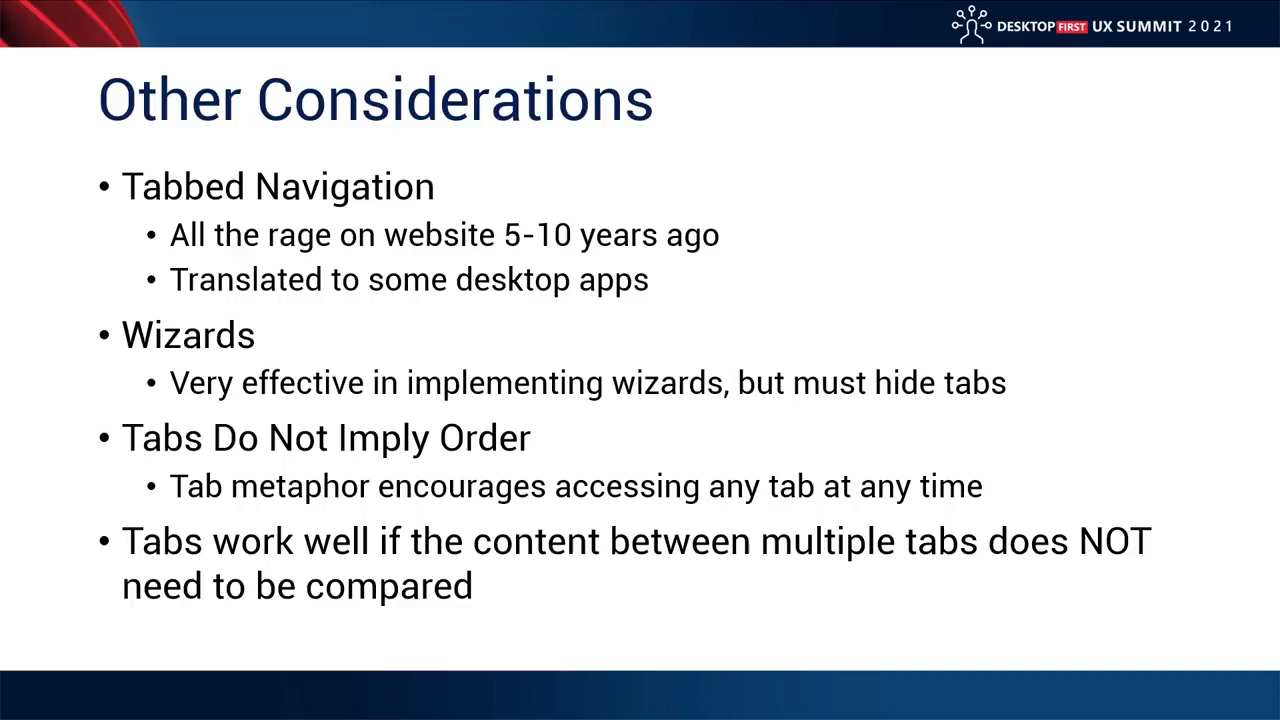 DESKTOP FIRST UX SUMMIT 2021
Other Considerations
• Tabbed Navigation
• All the rage on website 5-10 years ago
• Translated to some desktop apps
• Wizards
• Very effective in implementing wizards, but must hide tabs
• Tabs Do Not Imply Order
• Tab metaphor encourages accessing any tab at any time
• Tabs work well if the content between multiple tabs does NOT
need to be compared